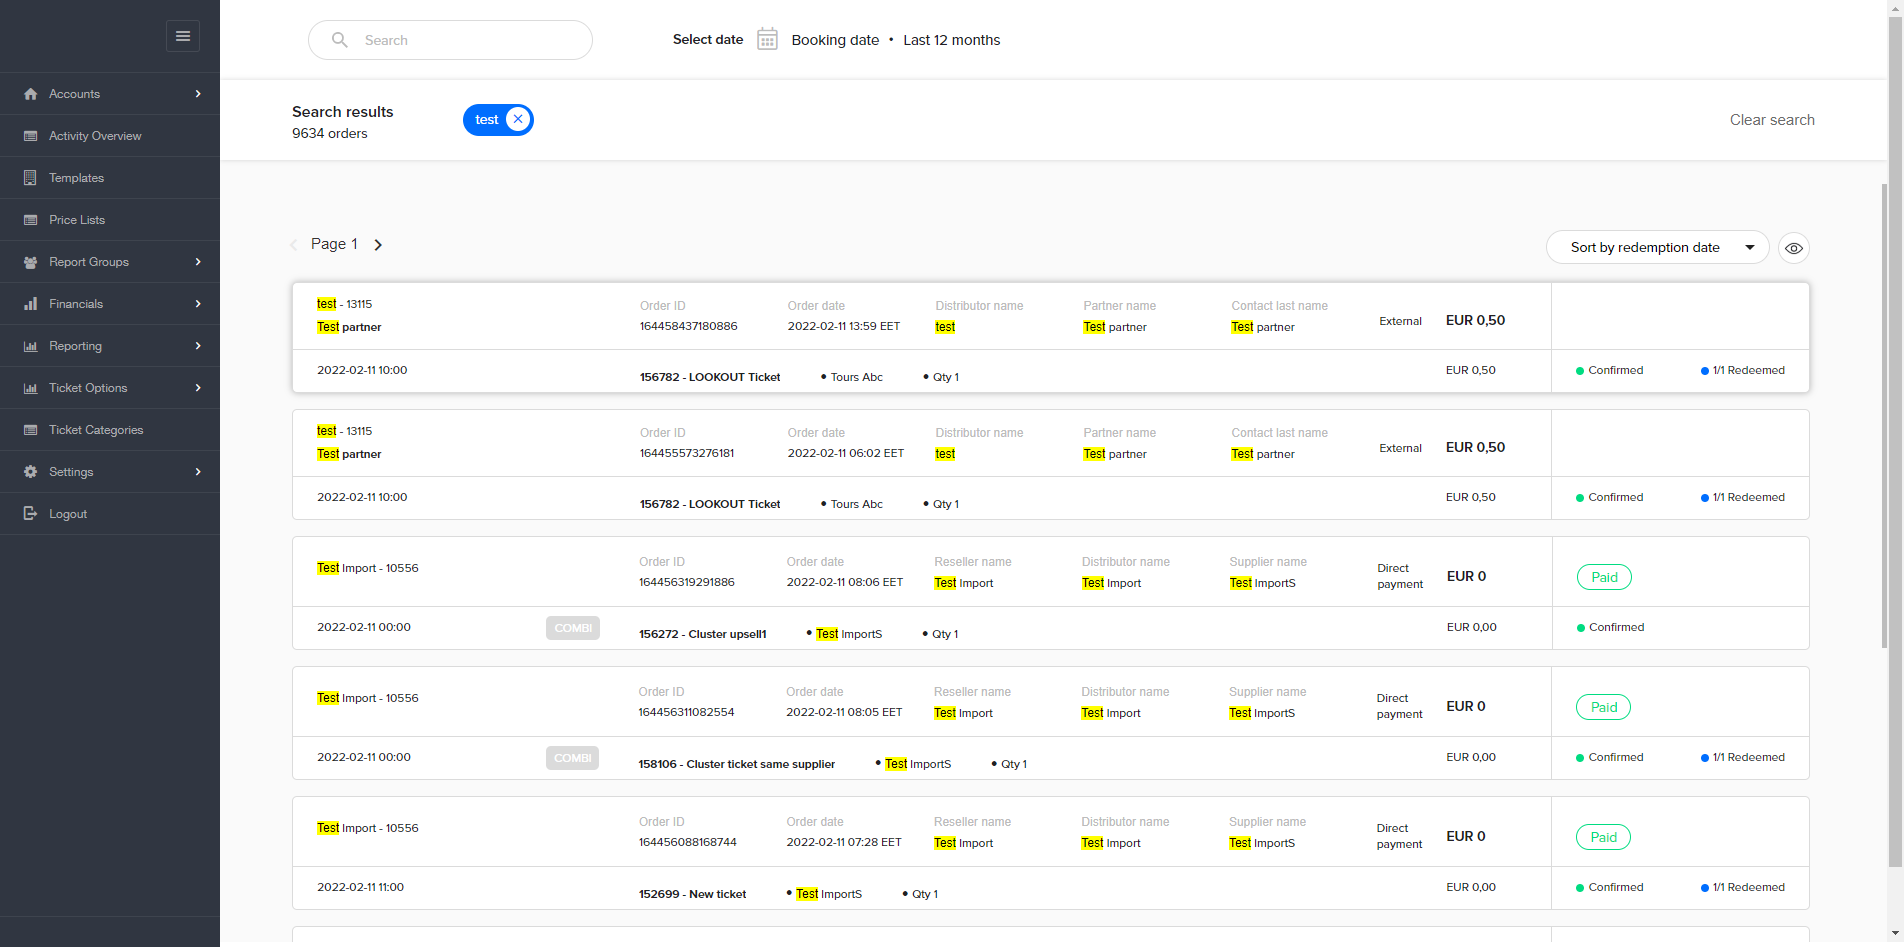 Search
Select date Booking date • Last 12 months
Accounts
Activity Overview
Templates
Price Lists
Report Groups
Financials
Reporting
Ticket Options
Ticket Categories
Settings
Logout
Search results
9634 orders
test
Clear search
Page 1
Sort by redemption date
test - 13115
Test partner
Order ID
164458437180886
Order date
2022-02-11 13:59 EET
Distributor name
test
Partner name
Test partner
Contact last name
Test partner
External
EUR 0,50
2022-02-11 10:00
156782 - LOOKOUT Ticket • Tours Abc • Qty 1
EUR 0,50
Confirmed
1/1 Redeemed
test - 13115
Test partner
Order ID
164455573276181
Order date
2022-02-11 06:02 EET
Distributor name
test
Partner name
Test partner
Contact last name
Test partner
External
EUR 0,50
2022-02-11 10:00
156782 - LOOKOUT Ticket • Tours Abc • Qty 1
EUR 0,50
Confirmed
1/1 Redeemed
Test Import - 10556
Order ID
164456319291886
Order date
2022-02-11 08:06 EET
Reseller name
Test Import
Distributor name
Test Import
Supplier name
Test ImportS
Direct
payment
EUR 0
Paid
2022-02-11 00:00
COMBI
156272 - Cluster upsell1 • Test ImportS • Qty 1
EUR 0,00
Confirmed
Test Import - 10556
Order ID
164456311082554
Order date
2022-02-11 08:05 EET
Reseller name
Test Import
Distributor name
Test Import
Supplier name
Test ImportS
Direct
payment
EUR 0
Paid
2022-02-11 00:00
COMBI
158106 - Cluster ticket same supplier • Test ImportS • Qty 1
EUR 0,00
Confirmed
1/1 Redeemed
Test Import - 10556
Order ID
164456088168744
Order date
2022-02-11 07:28 EET
Reseller name
Test Import
Distributor name
Test Import
Supplier name
Test ImportS
Direct
payment
EUR 0
Paid
2022-02-11 11:00
152699 - New ticket • Test ImportS • Qty 1
EUR 0,00
Confirmed
1/1 Redeemed